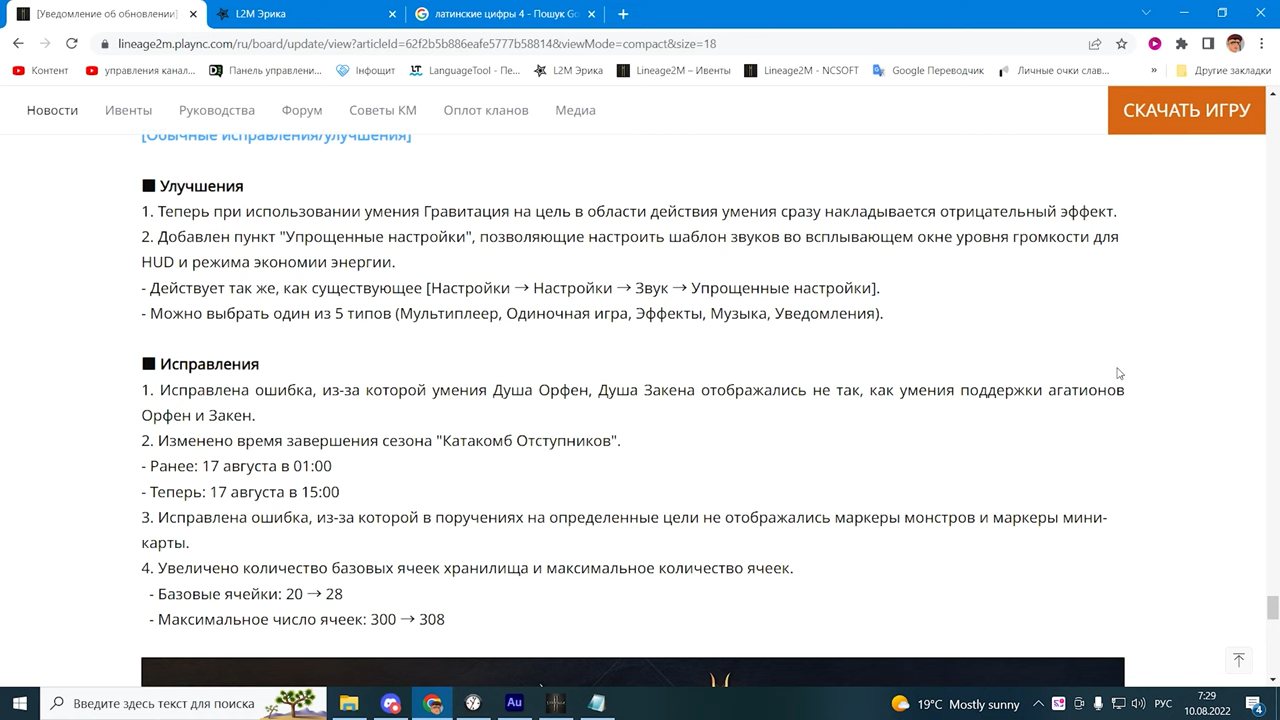 [Уведомление об обновлении]
L2M Эрика
латинские цифры 4 - Пошук Go
lineage2m.plaync.com/ru/board/update/view?articleId=62f2b5b886eafe5777b58814&viewMode=compact&size=18
Контент
управления канал...
Панель управлени...
Інфощит
LanguageTool - Пе...
L2M Эрика
Lineage2M – Ивенты
Lineage2M - NCSOFT
Google Переводчик
Личные очки слав...
»
Другие закладки
Новости
Ивенты
Руководства
Форум
Советы КМ
Оплот кланов
Медиа
СКАЧАТЬ ИГРУ
[Обычные исправления/улучшения]
■ Улучшения
1. Теперь при использовании умения Гравитация на цель в области действия умения сразу накладывается отрицательный эффект.
2. Добавлен пункт "Упрощенные настройки", позволяющие настроить шаблон звуков во всплывающем окне уровня громкости для
HUD и режима экономии энергии.
- Действует так же, как существующее [Настройки → Настройки → Звук → Упрощенные настройки].
- Можно выбрать один из 5 типов (Мультиплеер, Одиночная игра, Эффекты, Музыка, Уведомления).
■ Исправления
1. Исправлена ошибка, из-за которой умения Душа Орфен, Душа Закена отображались не так, как умения поддержки агатионов
Орфен и Закен.
2. Изменено время завершения сезона "Катакомб Отступников".
- Ранее: 17 августа в 01:00
- Теперь: 17 августа в 15:00
3. Исправлена ошибка, из-за которой в поручениях на определенные цели не отображались маркеры монстров и маркеры мини-
карты.
4. Увеличено количество базовых ячеек хранилища и максимальное количество ячеек.
- Базовые ячейки: 20 → 28
- Максимальное число ячеек: 300 → 308
Введите здесь текст для поиска
Au
19°C Mostly sunny
РУС
7:29
10.08.2022
4